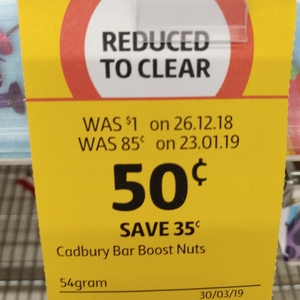 REDUCED
TO CLEAR
WAS $1 on 26.12.18
WAS 85¢ on 23.01.19
50¢
SAVE 35¢
Cadbury Bar Boost Nuts
54gram
30/03/19